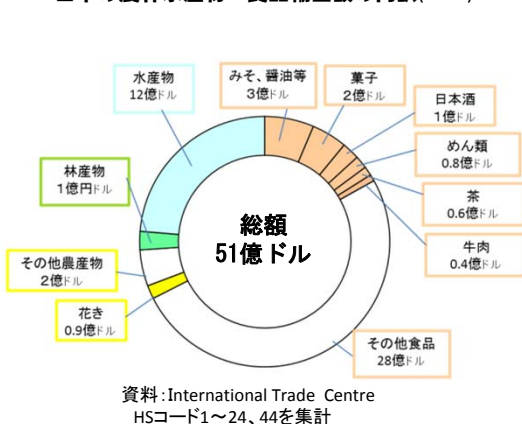 水産物
12億ドル
みそ、醤油等
3億ドル
菓子
2億ドル
日本酒
1億ドル
めん類
0.8億ドル
茶
0.6億ドル
牛肉
0.4億ドル
林産物
1億円ドル
総額
51億ドル
その他農産物
2億ドル
花き
0.9億ドル
その他食品
28億ドル
資料：International Trade Centre
HSコード1～24、44を集計